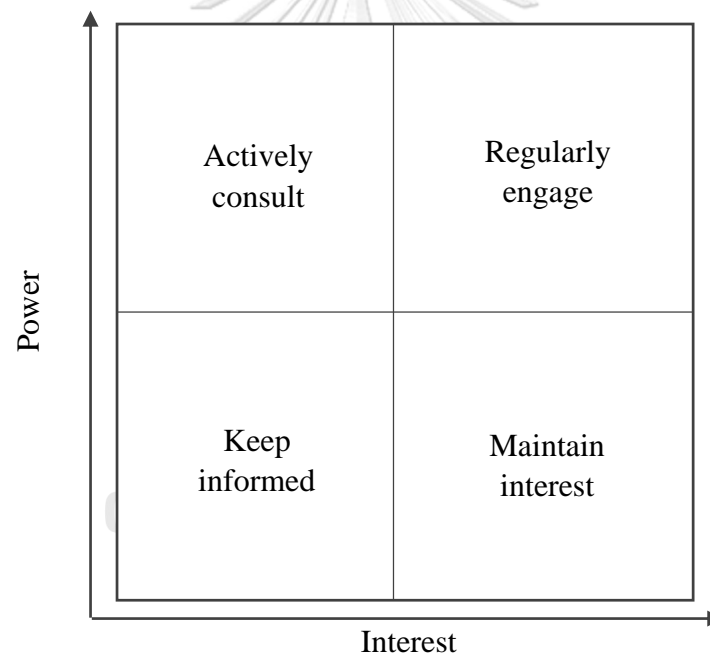 Actively
consult
Regularly
engage
Power
Keep
informed
Maintain
interest
Interest